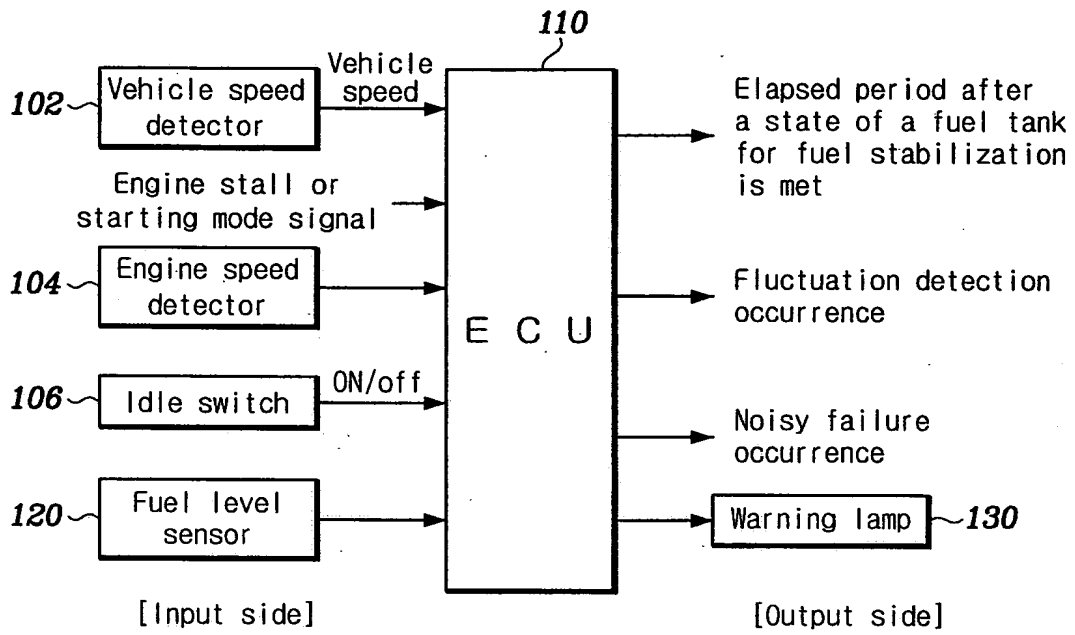 110
102
Vehicle speed
detector
Vehicle
speed
Engine stall or
starting mode signal
104
Engine speed
detector
106
Idle switch
ON/off
120
Fuel level
sensor
[Input side]
E C U
Elapsed period after
a state of a fuel tank
for fuel stabilization
is met
Fluctuation detection
occurrence
Noisy failure
occurrence
Warning lamp
130
[Output side]